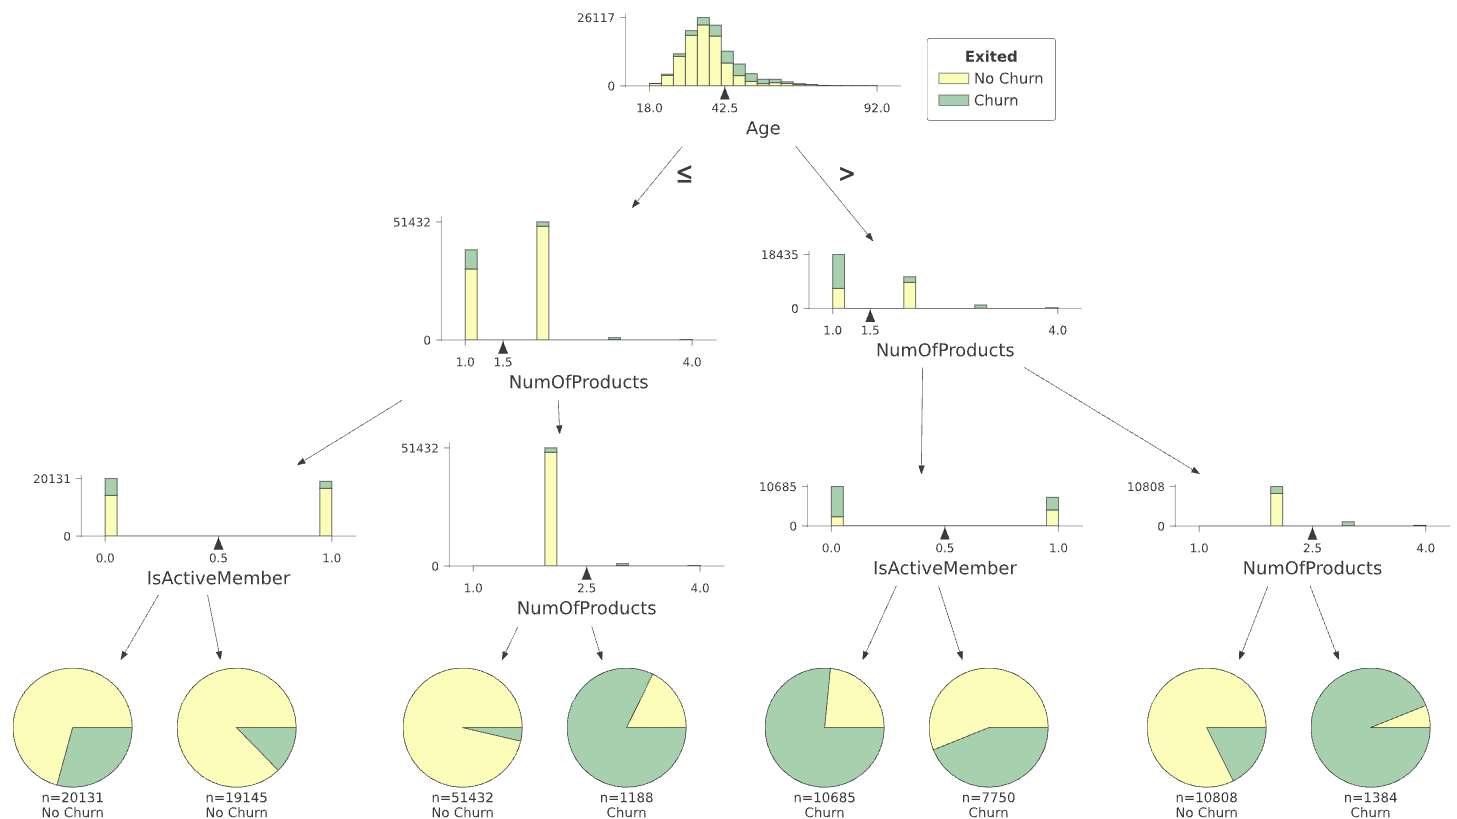 26117
0
18.0 42.5 92.0
Age
Exited
No Churn
Churn
≤ >
51432
0
1.0 1.5 4.0
NumOfProducts
18435
0
1.0 1.5 4.0
NumOfProducts
20131
0
0.0 0.5 1.0
IsActiveMember
51432
0
1.0 2.5 4.0
NumOfProducts
10685
0
0.0 0.5 1.0
IsActiveMember
10808
0
1.0 2.5 4.0
NumOfProducts
n=20131
No Churn
n=19145
No Churn
n=51432
No Churn
n=1188
Churn
n=10685
Churn
n=7750
Churn
n=10808
No Churn
n=1384
Churn